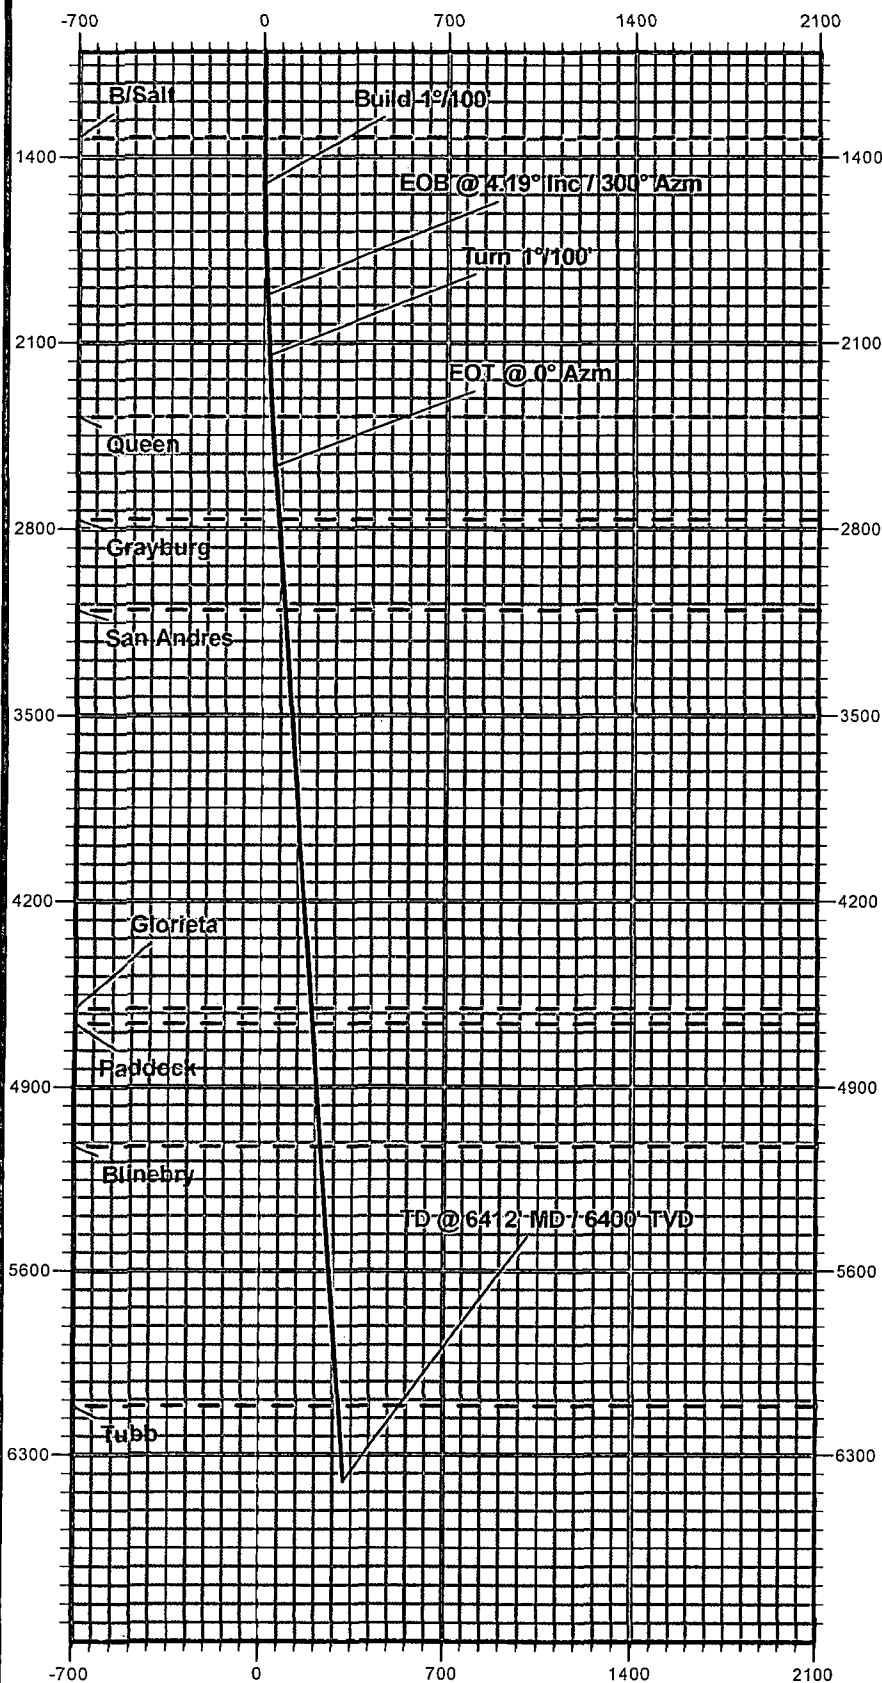 -700 0 700 1400 2100
B/Salt
Build 1°/100'
1400 1400
EOB @ 4.19° Inc / 300° Azm
Turn 1°/100'
2100 2100
EOT @ 0° Azm
Queen
2800 2800
Grayburg
San Andres
3500 3500
4200 4200
Glorieta
Paddock
4900 4900
Blinebry
TD @ 6412' MD / 6400' TVD
5600 5600
Tubb
6300 6300
-700 0 700 1400 2100